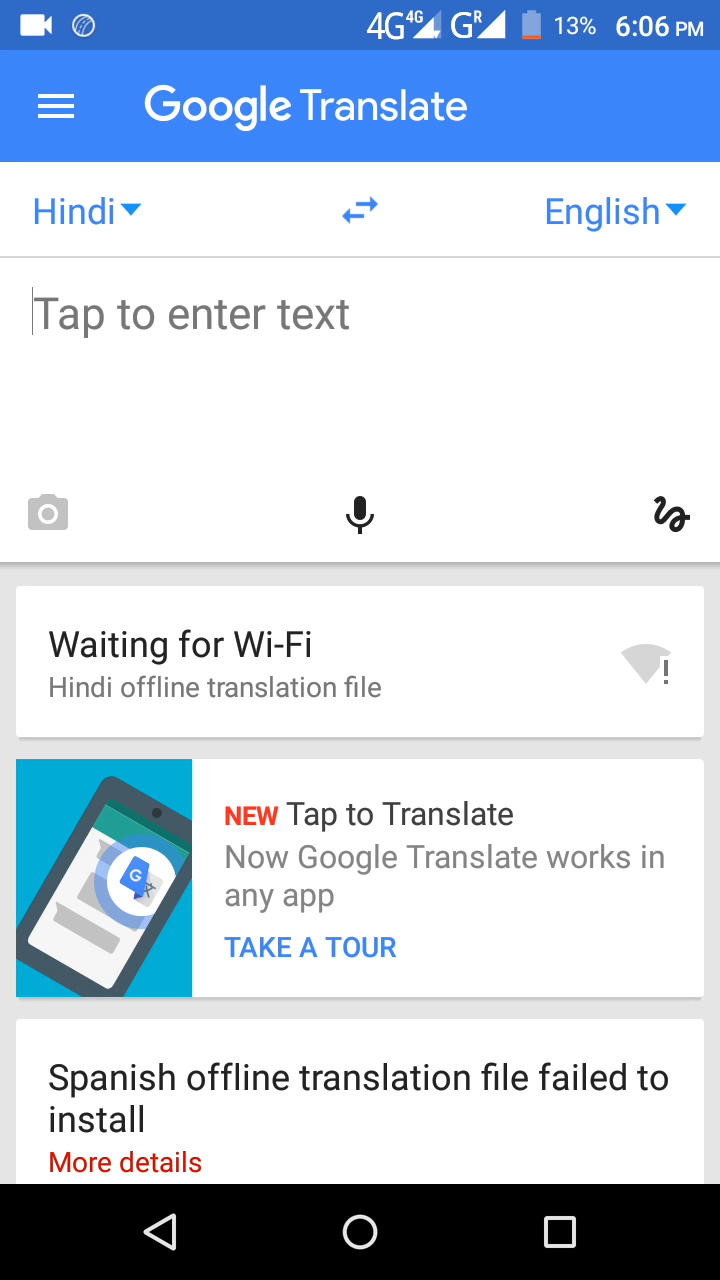 4G 4G G R 13% 6:06 PM
Google Translate
Hindi English
Tap to enter text
Waiting for Wi-Fi
Hindi offline translation file
NEW Tap to Translate
Now Google Translate works in
any app
TAKE A TOUR
Spanish offline translation file failed to
install
More details